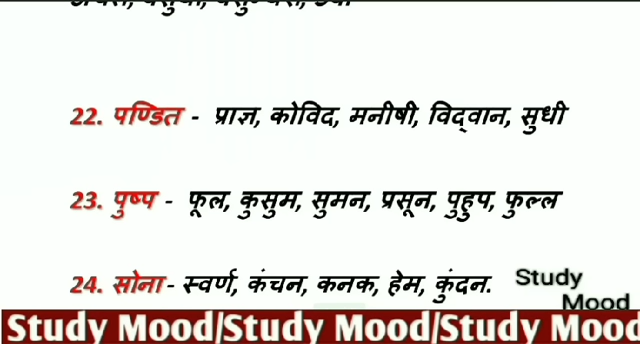 22. पण्डित - प्राज्ञ, कोविद, मनीषी, विद्वान, सुधी
23. पुष्प - फूल, कुसुम, सुमन, प्रसून, पुहुप, फुल्ल
24. सोना - स्वर्ण, कंचन, कनक, हेम, कुंदन.
Study
Mood
Study Mood/Study Mood/Study Mood